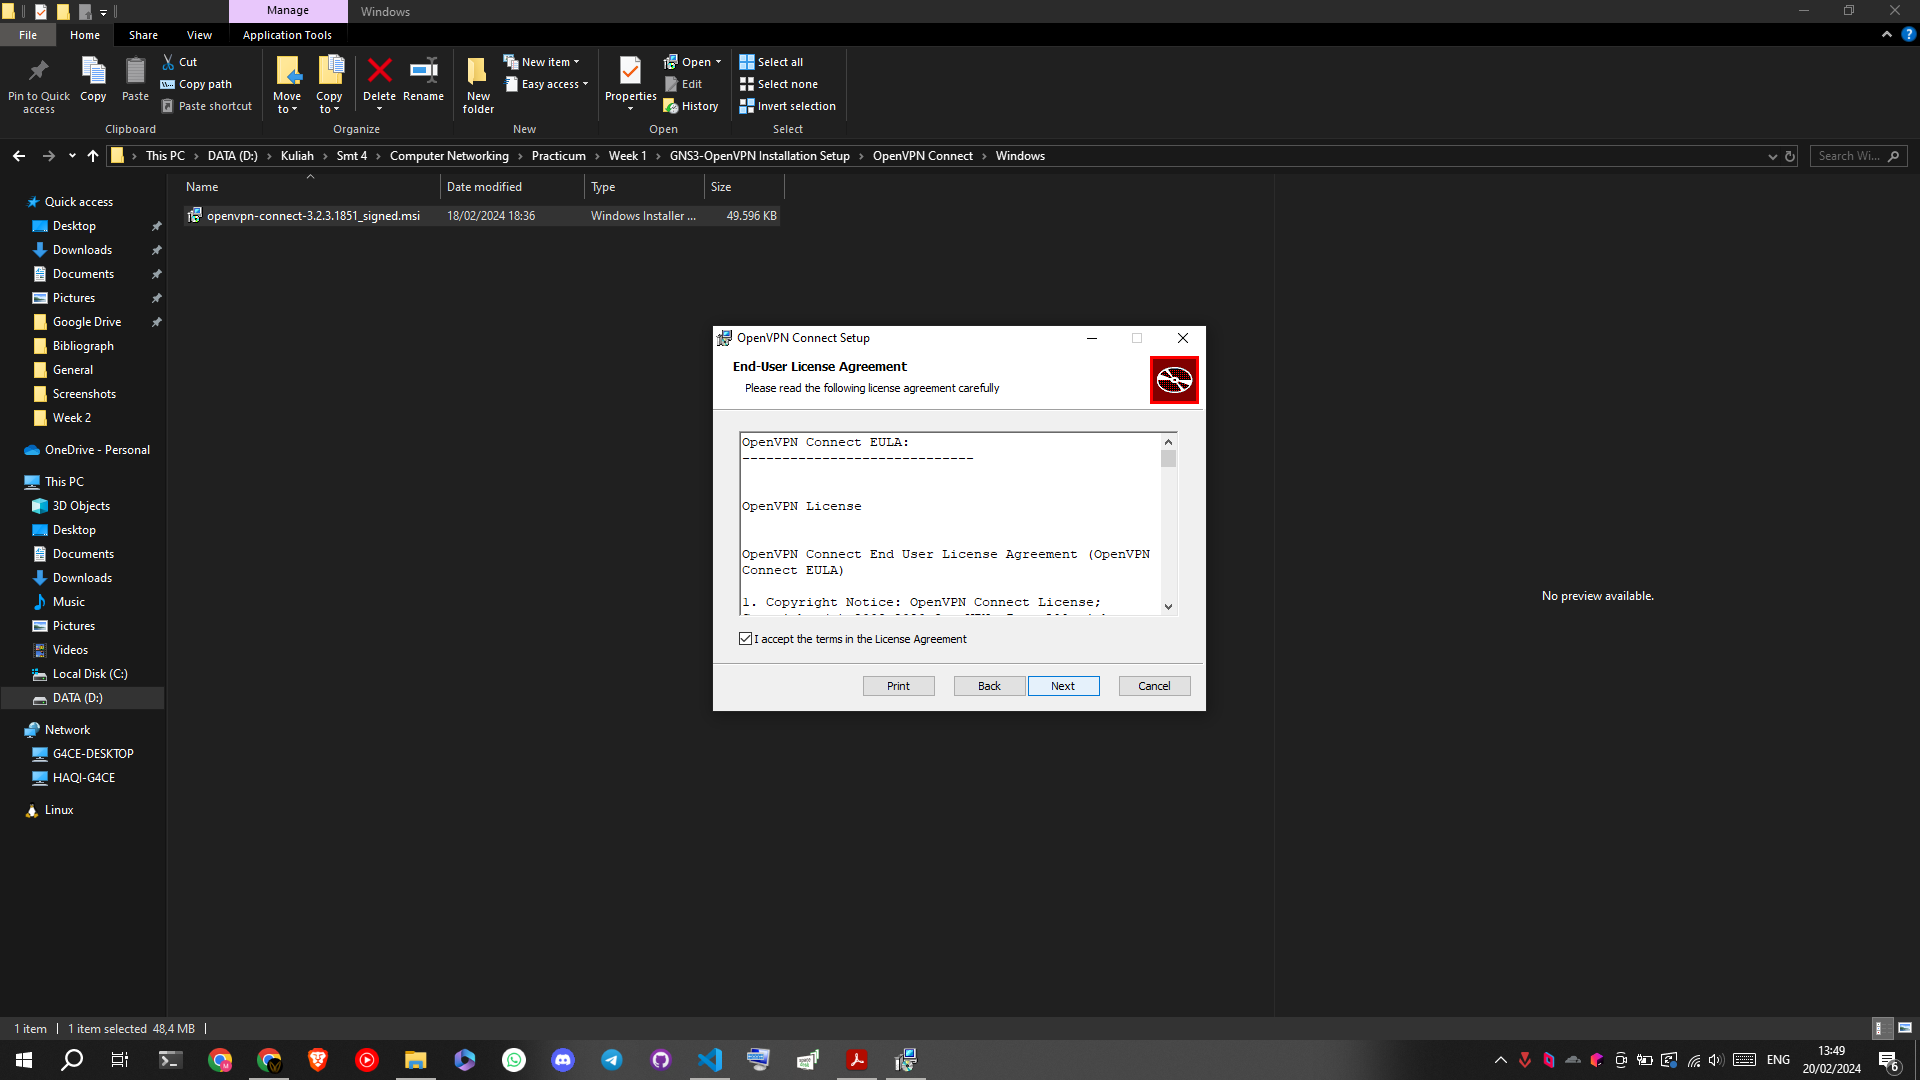 Manage
Windows
File
Home
Share
View
Application Tools
Pin to Quick
access
Copy
Paste
Cut
Copy path
Paste shortcut
Clipboard
Move
to
Copy
to
Delete
Rename
Organize
New
folder
New item
Easy access
New
Properties
Open
Edit
History
Open
Select all
Select none
Invert selection
Select
This PC
DATA (D:)
Kuliah
Smt 4
Computer Networking
Practicum
Week 1
GNS3-OpenVPN Installation Setup
OpenVPN Connect
Windows
Search Wi...
Name
Date modified
Type
Size
openvpn-connect-3.2.3.1851_signed.msi
18/02/2024 18:36
Windows Installer ...
49.596 KB
Quick access
Desktop
Downloads
Documents
Pictures
Google Drive
Bibliograph
General
Screenshots
Week 2
OneDrive - Personal
This PC
3D Objects
Desktop
Documents
Downloads
Music
Pictures
Videos
Local Disk (C:)
DATA (D:)
Network
G4CE-DESKTOP
HAQI-G4CE
Linux
OpenVPN Connect Setup
End-User License Agreement
Please read the following license agreement carefully
OpenVPN Connect EULA:
-----------------------------
OpenVPN License
OpenVPN Connect End User License Agreement (OpenVPN
Connect EULA)
1. Copyright Notice: OpenVPN Connect License;
I accept the terms in the License Agreement
Print
Back
Next
Cancel
No preview available.
1 item
1 item selected 48,4 MB
ENG
13:49
20/02/2024
6